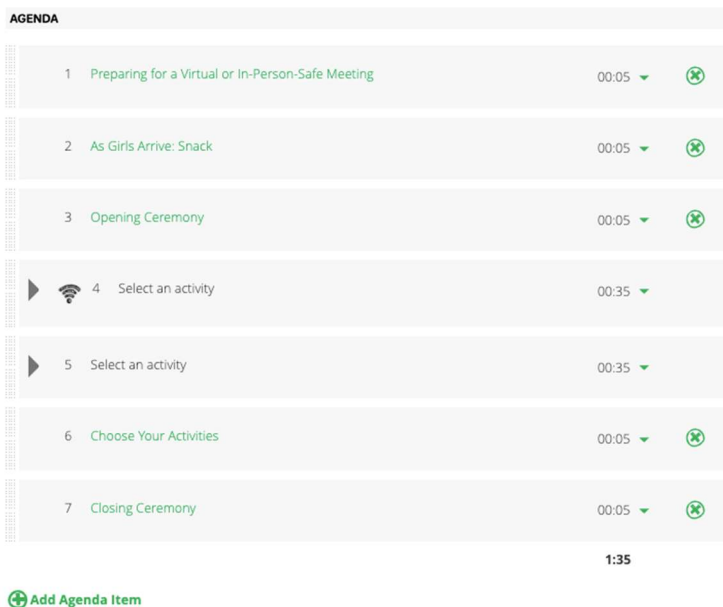 AGENDA
1 Preparing for a Virtual or In-Person-Safe Meeting 00:05
2 As Girls Arrive: Snack 00:05
3 Opening Ceremony 00:05
4 Select an activity 00:35
5 Select an activity 00:35
6 Choose Your Activities 00:05
7 Closing Ceremony 00:05
1:35
Add Agenda Item